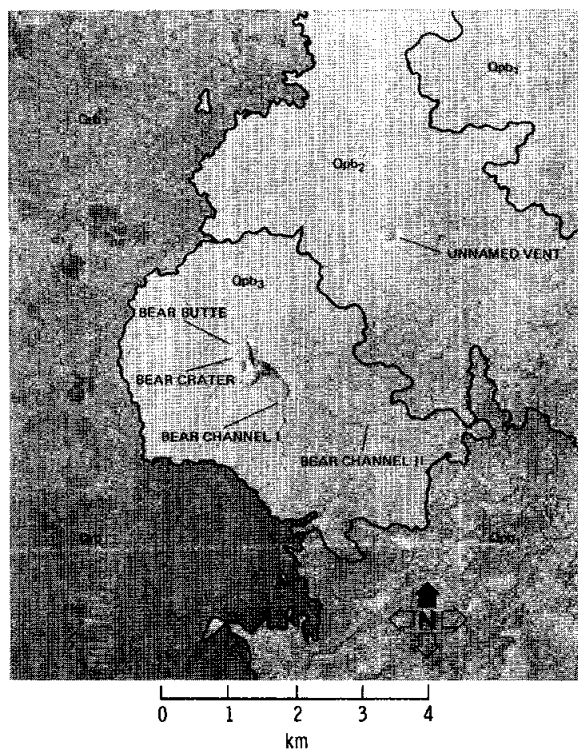 Qpb₁
Qpb₂
UNNAMED VENT
Qpb₃
BEAR BUTTE
BEAR CRATER
BEAR CHANNEL I
BEAR CHANNEL II
N
0 1 2 3 4
km